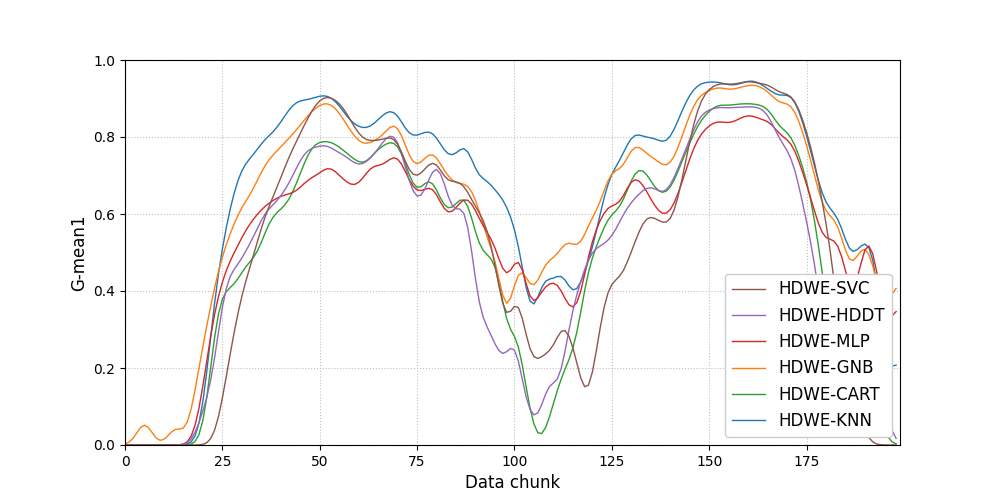 1.0
0.8
0.6
0.4
0.2
0.0
G-mean1
0 25 50 75 100 125 150 175
Data chunk
HDWE-SVC
HDWE-HDDT
HDWE-MLP
HDWE-GNB
HDWE-CART
HDWE-KNN